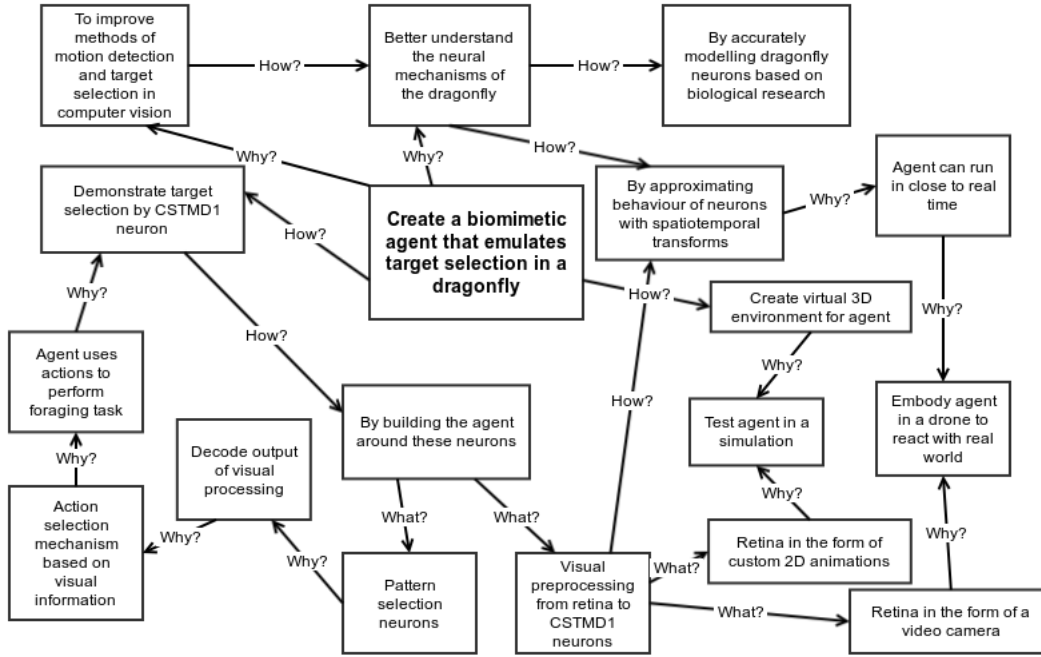 To improve
methods of
motion detection
and target
selection in
computer vision
How?
Better understand
the neural
mechanisms of
the dragonfly
How?
By accurately
modelling dragonfly
neurons based on
biological research
Why?
Why?
How?
Demonstrate target
selection by CSTMD1
neuron
How?
Create a biomimetic
agent that emulates
target selection in a
dragonfly
By approximating
behaviour of neurons
with spatiotemporal
transforms
Why?
Agent can run
in close to real
time
Why?
How?
How?
Create virtual 3D
environment for agent
Why?
Agent uses
actions to
perform
foraging task
Why?
How?
Why?
By building the agent
around these neurons
Test agent in a
simulation
Embody agent
in a drone to
react with real
world
Decode output
of visual
processing
Why?
Action
selection
mechanism
based on
visual
information
Why?
Why?
What?
What?
Pattern
selection
neurons
Visual
preprocessing
from retina to
CSTMD1
neurons
What?
Retina in the form of
custom 2D animations
Why?
What?
Retina in the form of a
video camera